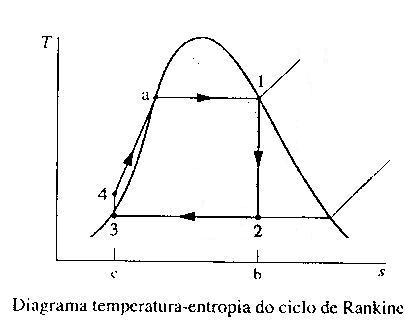 T
a
1
4
3
2
c
b
s
Diagrama temperatura-entropia do ciclo de Rankine